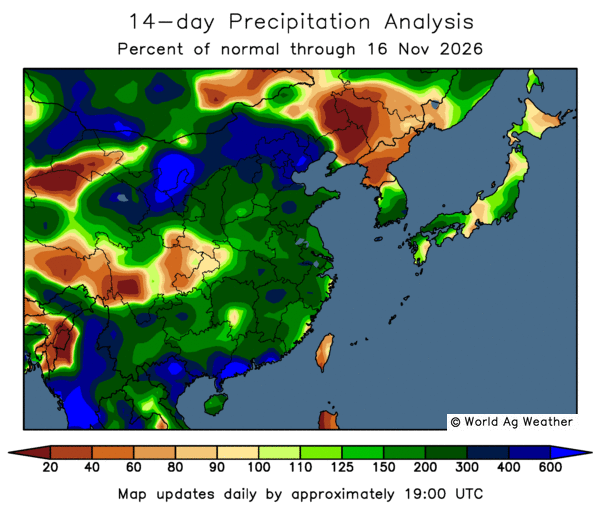 14-day Precipitation Analysis
Percent of normal through 16 Nov 2026
© World Ag Weather
20 40 60 80 90 100 110 125 150 200 300 400 600
Map updates daily by approximately 19:00 UTC